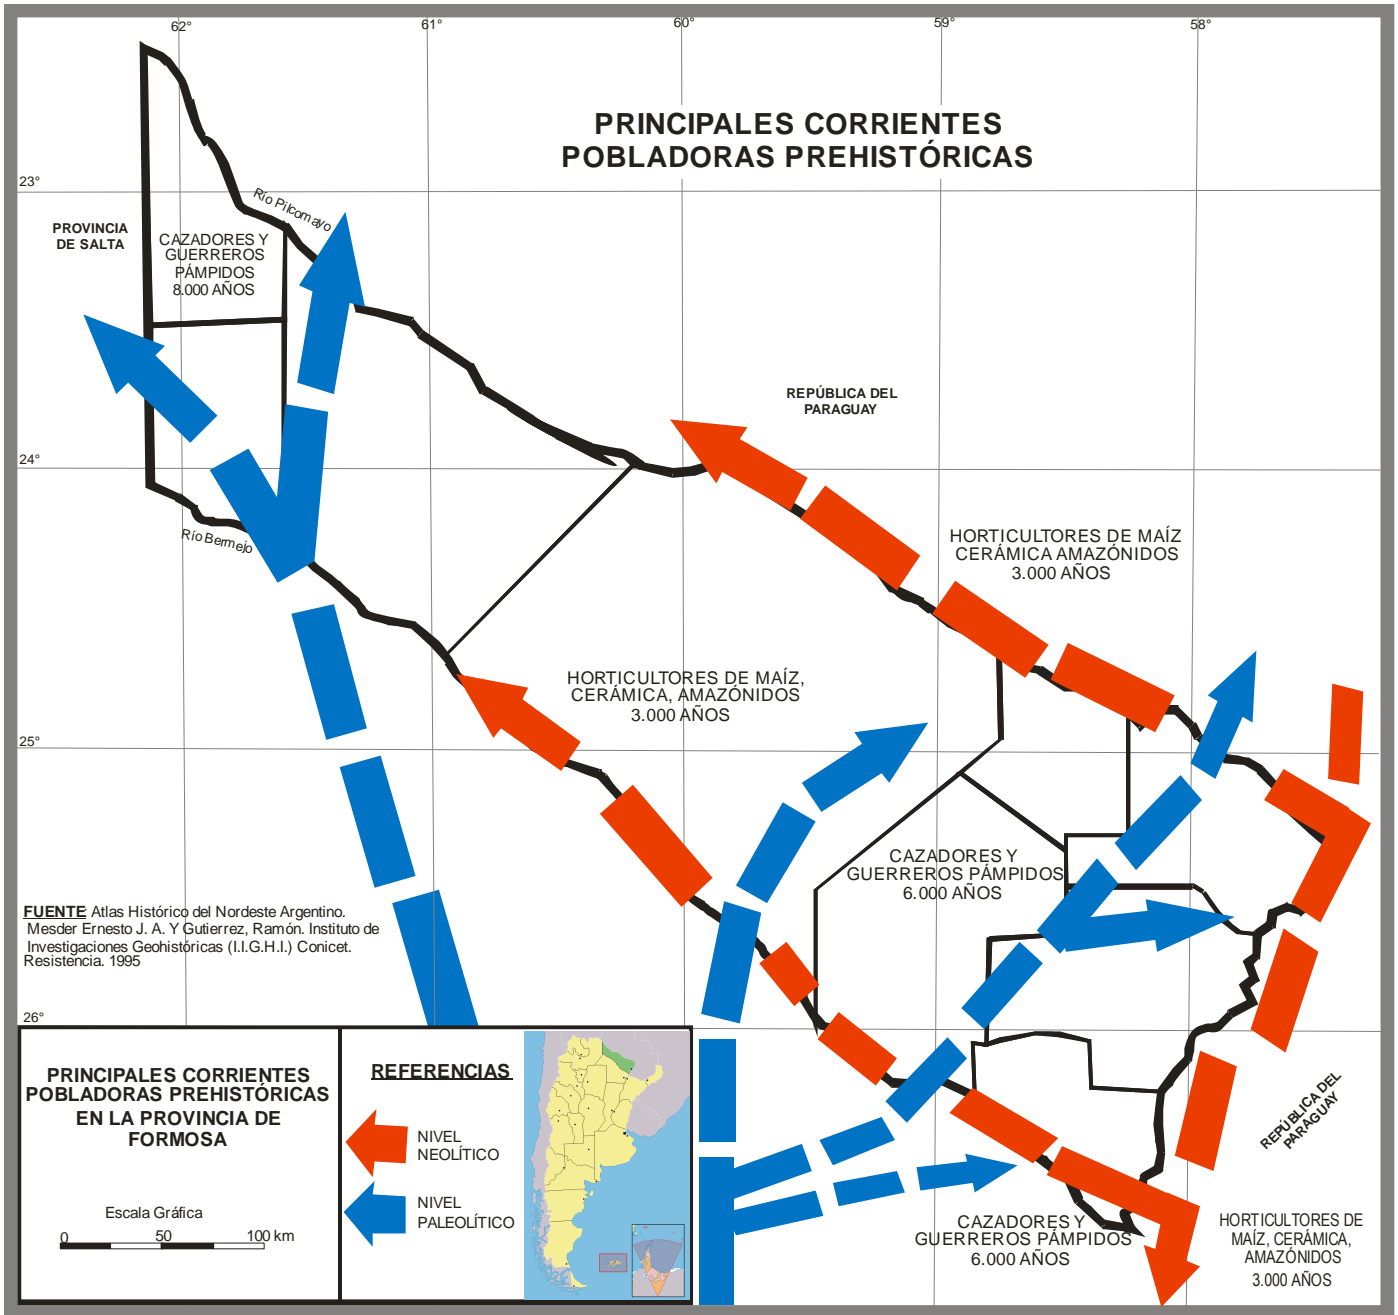 62°
61°
60°
59°
58°
PRINCIPALES CORRIENTES
POBLADORAS PREHISTÓRICAS
23°
Río Pilcomayo
PROVINCIA
DE SALTA
CAZADORES Y
GUERREROS
PÁMPIDOS
8.000 AÑOS
REPÚBLICA DEL
PARAGUAY
24°
Río Bermejo
HORTICULTORES DE MAÍZ
CERÁMICA AMAZÓNIDOS
3.000 AÑOS
HORTICULTORES DE MAÍZ,
CERÁMICA, AMAZÓNIDOS
3.000 AÑOS
25°
CAZADORES Y
GUERREROS PÁMPIDOS
6.000 AÑOS
FUENTE Atlas Histórico del Nordeste Argentino.
Mesder Ernesto J. A. Y Gutierrez, Ramón. Instituto de
Investigaciones Geohistóricas (I.I.G.H.I.) Conicet.
Resistencia. 1995
26°
PRINCIPALES CORRIENTES
POBLADORAS PREHISTÓRICAS
EN LA PROVINCIA DE
FORMOSA
Escala Gráfica
0 50 100 km
REFERENCIAS
NIVEL
NEOLÍTICO
NIVEL
PALEOLÍTICO
REPÚBLICA DEL
PARAGUAY
CAZADORES Y
GUERREROS PÁMPIDOS
6.000 AÑOS
HORTICULTORES DE
MAÍZ, CERÁMICA,
AMAZÓNIDOS
3.000 AÑOS